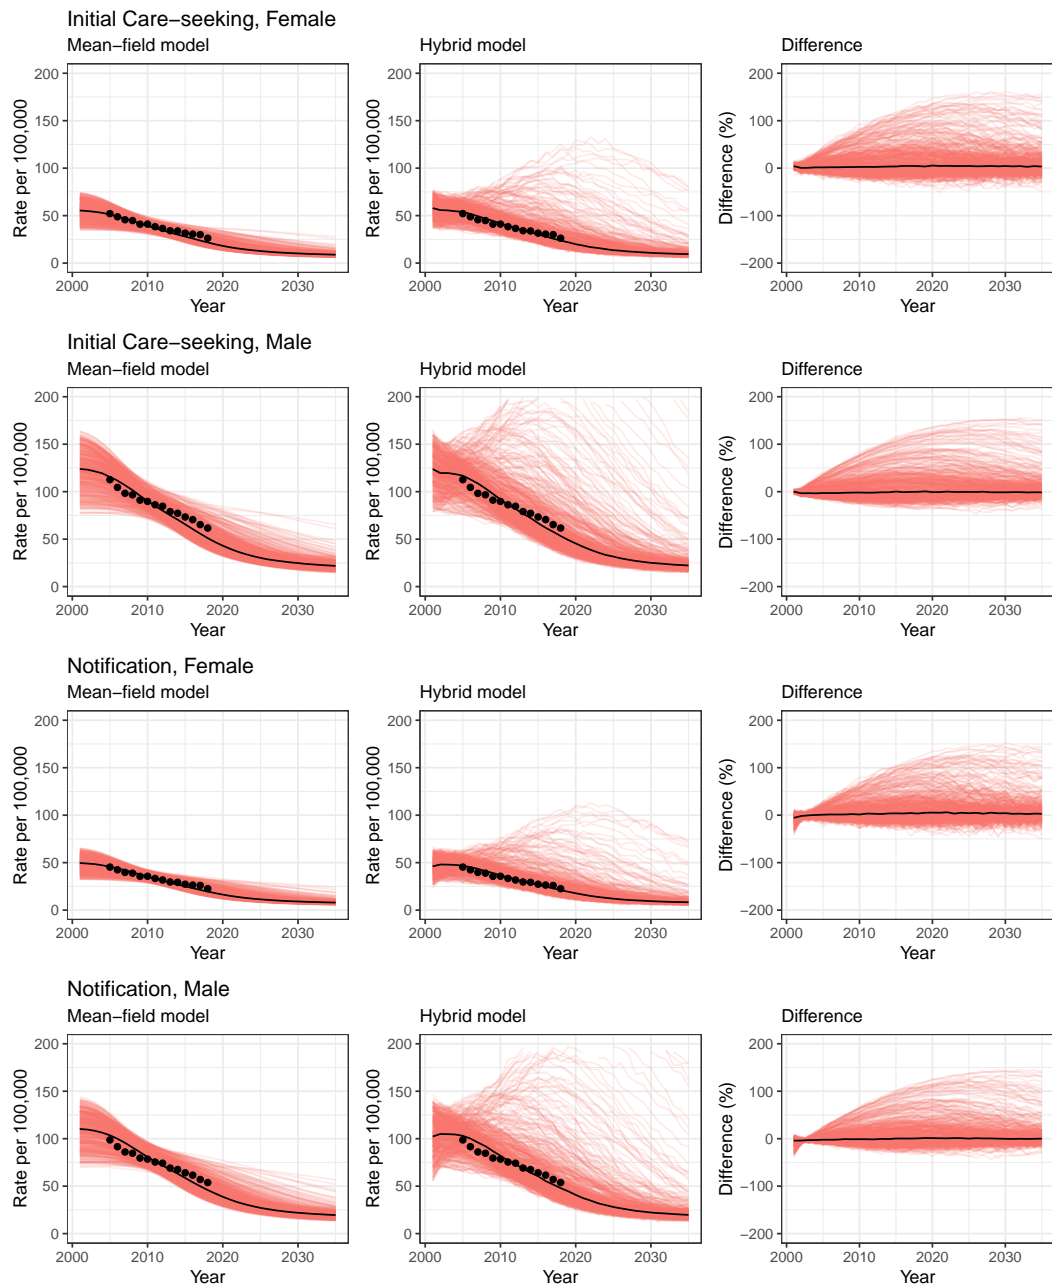 Initial Care−seeking, Female
Mean−field model
Hybrid model
Difference
Rate per 100,000
200
150
100
50
0
2000 2010 2020 2030
Year
Rate per 100,000
200
150
100
50
0
2000 2010 2020 2030
Year
Difference (%)
200
100
0
−100
−200
2000 2010 2020 2030
Year
Initial Care−seeking, Male
Mean−field model
Hybrid model
Difference
Rate per 100,000
200
150
100
50
0
2000 2010 2020 2030
Year
Rate per 100,000
200
150
100
50
0
2000 2010 2020 2030
Year
Difference (%)
200
100
0
−100
−200
2000 2010 2020 2030
Year
Notification, Female
Mean−field model
Hybrid model
Difference
Rate per 100,000
200
150
100
50
0
2000 2010 2020 2030
Year
Rate per 100,000
200
150
100
50
0
2000 2010 2020 2030
Year
Difference (%)
200
100
0
−100
−200
2000 2010 2020 2030
Year
Notification, Male
Mean−field model
Hybrid model
Difference
Rate per 100,000
200
150
100
50
0
2000 2010 2020 2030
Year
Rate per 100,000
200
150
100
50
0
2000 2010 2020 2030
Year
Difference (%)
200
100
0
−100
−200
2000 2010 2020 2030
Year